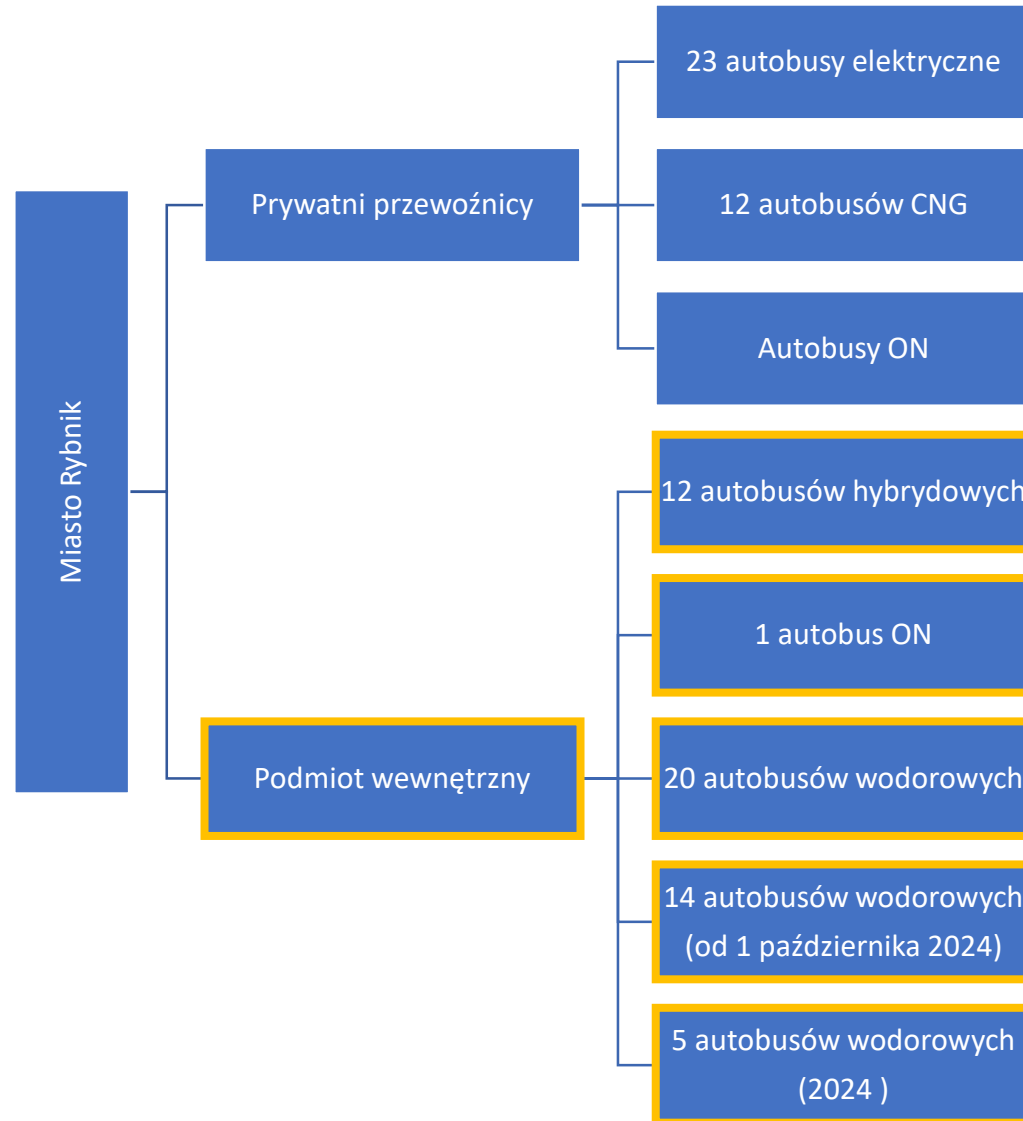 Miasto Rybnik
Prywatni przewoźnicy
23 autobusy elektryczne
12 autobusów CNG
Autobusy ON
Podmiot wewnętrzny
12 autobusów hybrydowych
1 autobus ON
20 autobusów wodorowych
14 autobusów wodorowych
(od 1 października 2024)
5 autobusów wodorowych
(2024 )